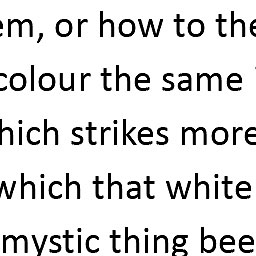 em, or how to the
colour the same
hich strikes more
which that white
mystic thing bee